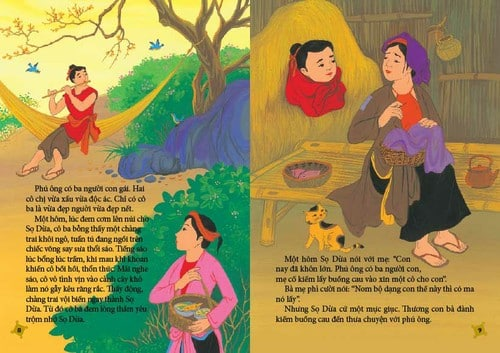 Phú ông có ba người con gái. Hai
cô chị vừa xấu vừa độc ác. Chỉ có cô
ba là vừa đẹp người vừa đẹp nết.
Một hôm, lúc đem cơm lên núi cho
Sọ Dừa, cô ba bỗng thấy một chàng
trai khôi ngô, tuấn tú đang ngồi trên
chiếc võng say sưa thổi sáo. Tiếng sáo
lúc bổng lúc trầm, khi mau khi khoan
khiến cô bồi hồi, thổn thức. Mải nghe
sáo, cô vô tình vịn vào cành cây khô
làm nó gãy kêu răng rắc. Thấy động,
chàng trai vội biến ngay thành Sọ
Dừa. Từ đó cô ba đem lòng thầm yêu
trộm nhớ Sọ Dừa.
8
Một hôm Sọ Dừa nói với mẹ: “Con
nay đã khôn lớn. Phú ông có ba người con,
mẹ có kiếm lấy buồng cau vào xin một cô cho con”.
Bà mẹ phì cười nói: “Nom bộ dạng con thế này thì có ma
nó lấy”.
Nhưng Sọ Dừa cứ một mực giục. Thương con bà đành
kiếm buồng cau đến thưa chuyện với phú ông.
9